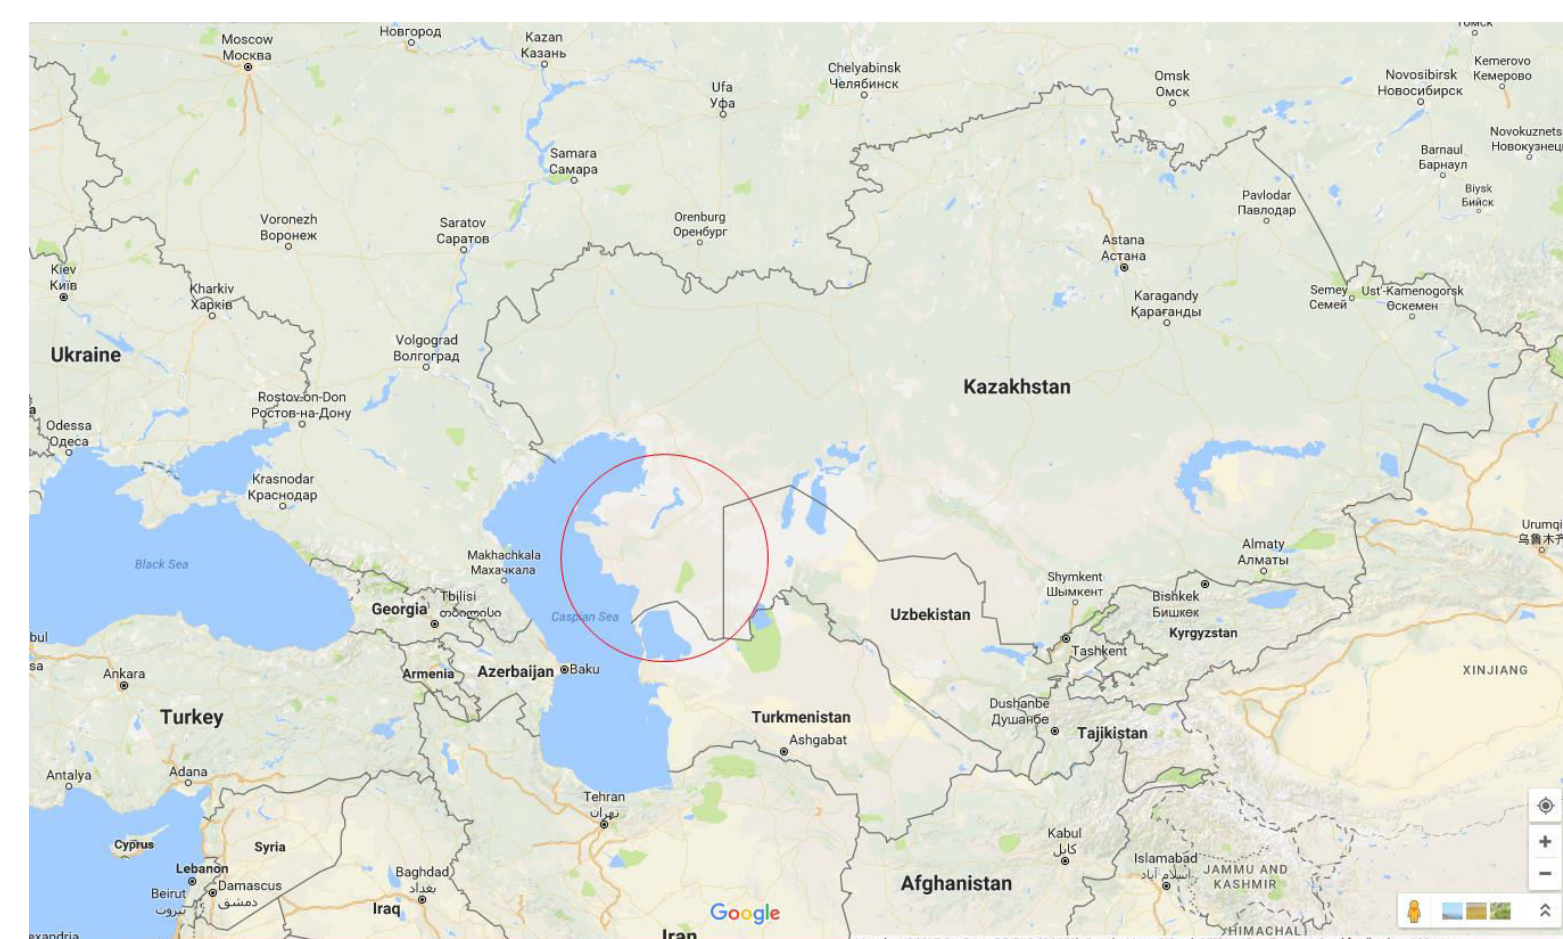 Новгород
Moscow
Москва
Kazan
Казань
Chelyabinsk
Челябинск
Ufa
Уфа
Omsk
Омск
Novosibirsk
Новосибирск
Kemerovo
Кемерово
Novokuznets
Barnaul
Барнаул
Biysk
Бийск
Samara
Самара
Pavlodar
Павлодар
Voronezh
Воронеж
Saratov
Саратов
Orenburg
Оренбург
Astana
Астана
Kiev
Київ
Kharkiv
Харків
Karagandy
Қарағанды
Semey
Семей
Ust'-Kamenogorsk
Өскемен
Ukraine
Volgograd
Волгоград
Kazakhstan
Rostov-on-Don
Ростов-на-Дону
Odessa
Одеса
Krasnodar
Краснодар
Urumqi
Black Sea
Makhachkala
Махачкала
Almaty
Алматы
Shymkent
Шымкент
Bishkek
Бишкек
Georgia
Tbilisi
თბილისი
Caspian Sea
Uzbekistan
Kyrgyzstan
Tashkent
bul
sa
Ankara
Armenia
Azerbaijan
Baku
XINJIANG
Turkey
Turkmenistan
Ashgabat
Dushanbe
Душанбе
Tajikistan
Antalya
Adana
Tehran
تهران
Cyprus
Syria
Kabul
کابل
Lebanon
Baghdad
بغداد
Islamabad
اسلام آباد
JAMMU AND
KASHMIR
Beirut
بيروت
Damascus
دمشق
Iraq
Afghanistan
Google
Iran
HIMACHAL